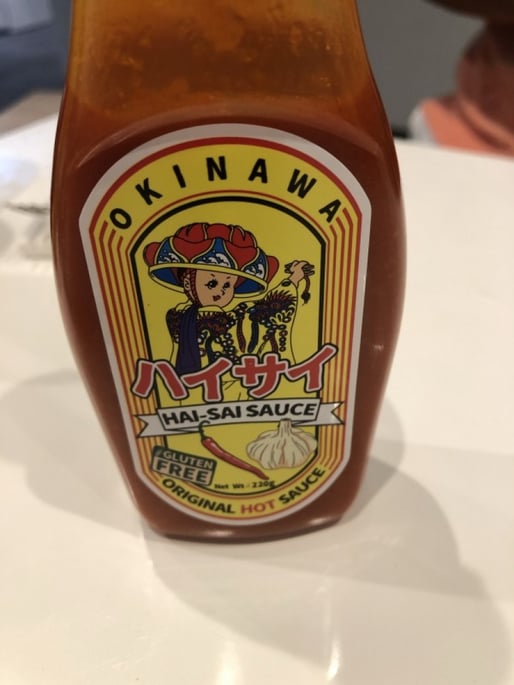 OKINAWA
ハイサイ
HAI-SAI SAUCE
GLUTEN
FREE
Net Wt.: 220g
ORIGINAL HOT SAUCE